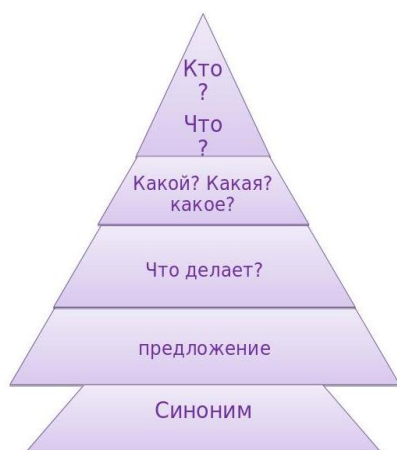 Кто
?
Что
?
Какой? Какая?
какое?
Что делает?
предложение
Синоним